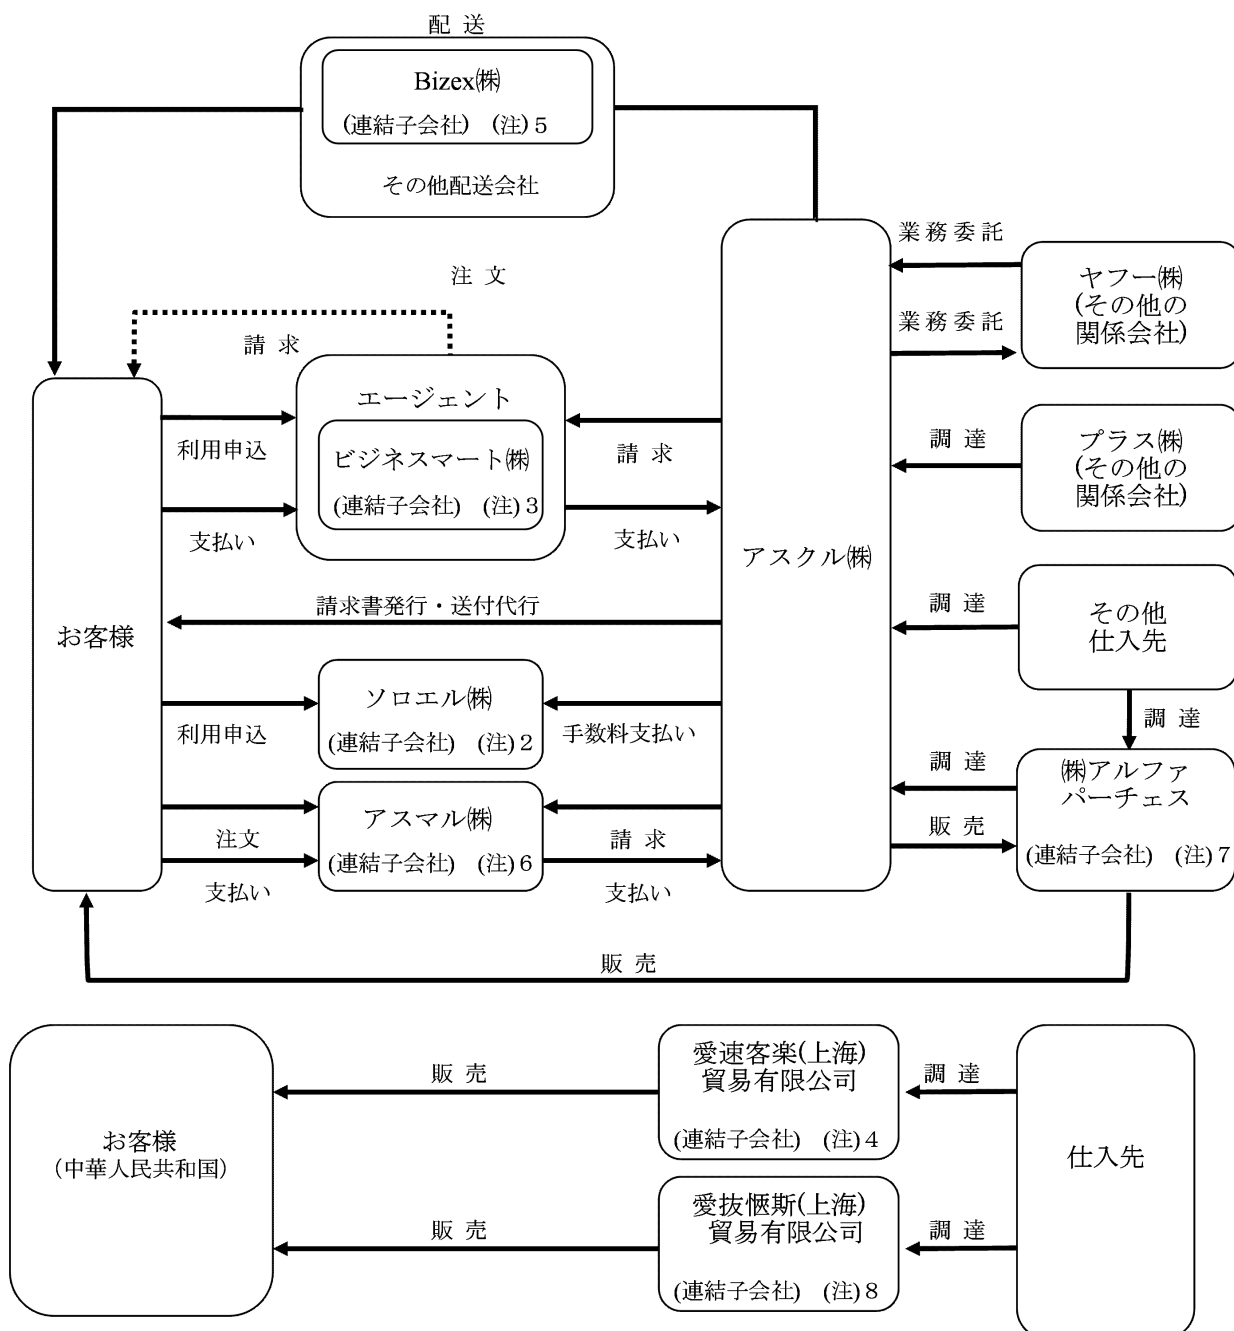 配 送
Bizex㈱
(連結子会社) (注)５
その他配送会社
注 文
請 求
業務委託
ヤフー㈱
(その他の
関係会社)
業務委託
エージェント
利用申込
ビジネスマート㈱
(連結子会社) (注)３
請 求
調 達
プラス㈱
(その他の
関係会社)
支払い
支払い
アスクル㈱
請求書発行・送付代行
お客様
調 達
その他
仕入先
ソロエル㈱
(連結子会社) (注)２
利用申込
手数料支払い
調 達
調 達
㈱アルファ
パーチェス
(連結子会社) (注)７
販 売
アスマル㈱
(連結子会社) (注)６
注文
請 求
支払い
支払い
販 売
お客様
（中華人民共和国）
販 売
愛速客楽(上海)
貿易有限公司
(連結子会社) (注)４
調 達
仕入先
販 売
愛抜愜斯(上海)
貿易有限公司
(連結子会社) (注)８
調 達